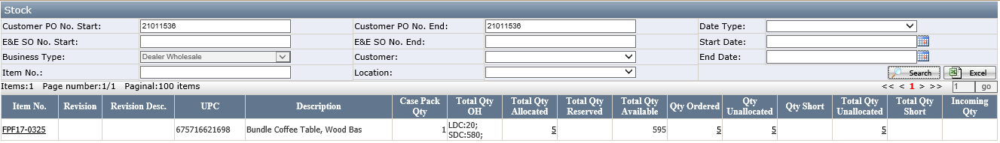 Stock
Customer PO No. Start: 21011536 Customer PO No. End: 21011536 Date Type:
E&E SO No. Start: E&E SO No. End: Start Date:
Business Type: Dealer Wholesale Customer: End Date:
Item No.: Location: Search Excel
Items:1 Page number:1/1 Paginal:100 items << < 1 > >> 1 go
Item No. Revision Revision Desc. UPC Description Case Pack Qty Total Qty OH Total Qty Allocated Total Qty Reserved Total Qty Available Qty Ordered Qty Unallocated Qty Short Total Qty Unallocated Total Qty Short Incoming Qty
FPF17-0325 675716621698 Bundle Coffee Table, Wood Bas 1 LDC:20; SDC:580; 5 595 5 5 5